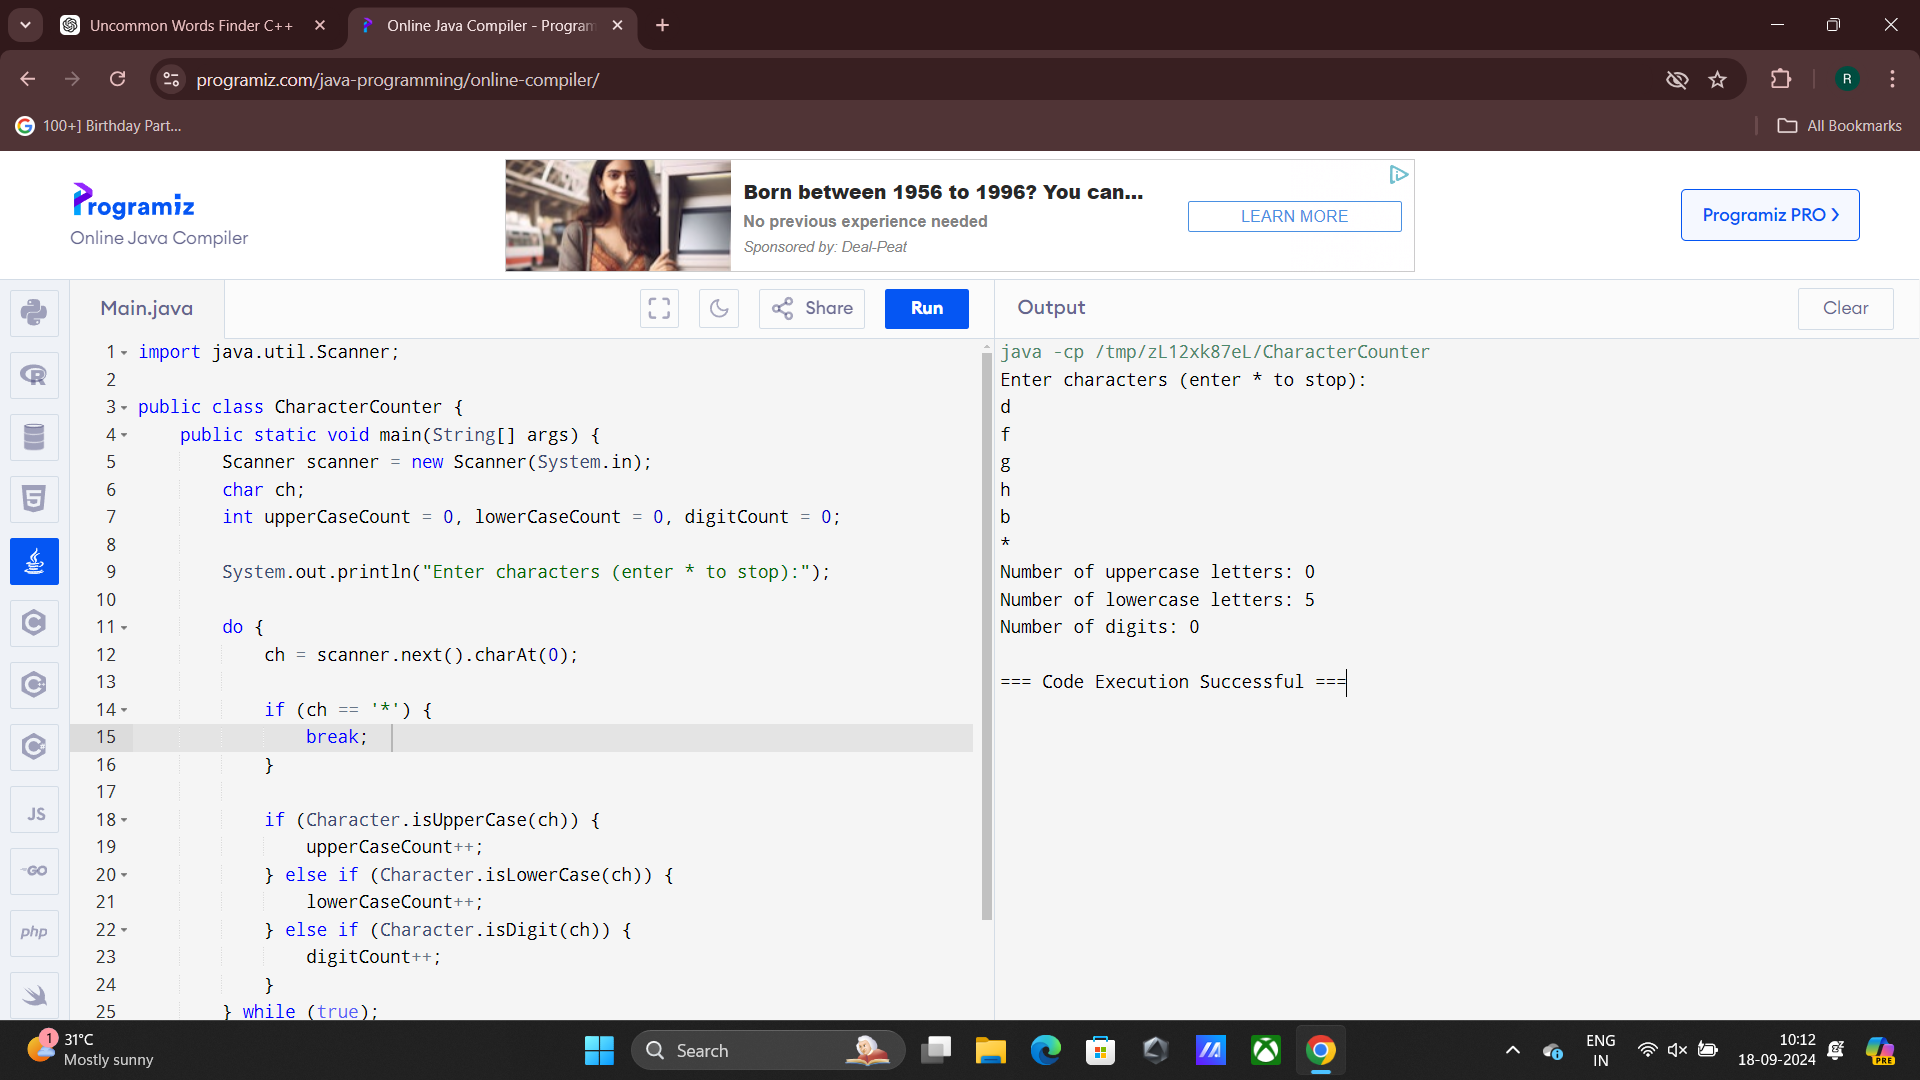 Uncommon Words Finder C++
Online Java Compiler - Program
programiz.com/java-programming/online-compiler/
R
100+] Birthday Part...
All Bookmarks
Programiz
Online Java Compiler
Born between 1956 to 1996? You can...
No previous experience needed
Sponsored by: Deal-Peat
LEARN MORE
Programiz PRO
Main.java
Share
Run
Output
Clear
1 import java.util.Scanner;
2
3 public class CharacterCounter {
4 public static void main(String[] args) {
5 Scanner scanner = new Scanner(System.in);
6 char ch;
7 int upperCaseCount = 0, lowerCaseCount = 0, digitCount = 0;
8
9 System.out.println("Enter characters (enter * to stop):");
10
11 do {
12 ch = scanner.next().charAt(0);
13
14 if (ch == '*') {
15 break;
16 }
17
18 if (Character.isUpperCase(ch)) {
19 upperCaseCount++;
20 } else if (Character.isLowerCase(ch)) {
21 lowerCaseCount++;
22 } else if (Character.isDigit(ch)) {
23 digitCount++;
24 }
25 } while (true);
java -cp /tmp/zL12xk87eL/CharacterCounter
Enter characters (enter * to stop):
d
f
g
h
b
*
Number of uppercase letters: 0
Number of lowercase letters: 5
Number of digits: 0
=== Code Execution Successful ===
R
5
C
C
C
JS
GO
php
1
31°C
Mostly sunny
Search
ENG
IN
10:12
18-09-2024
PRE